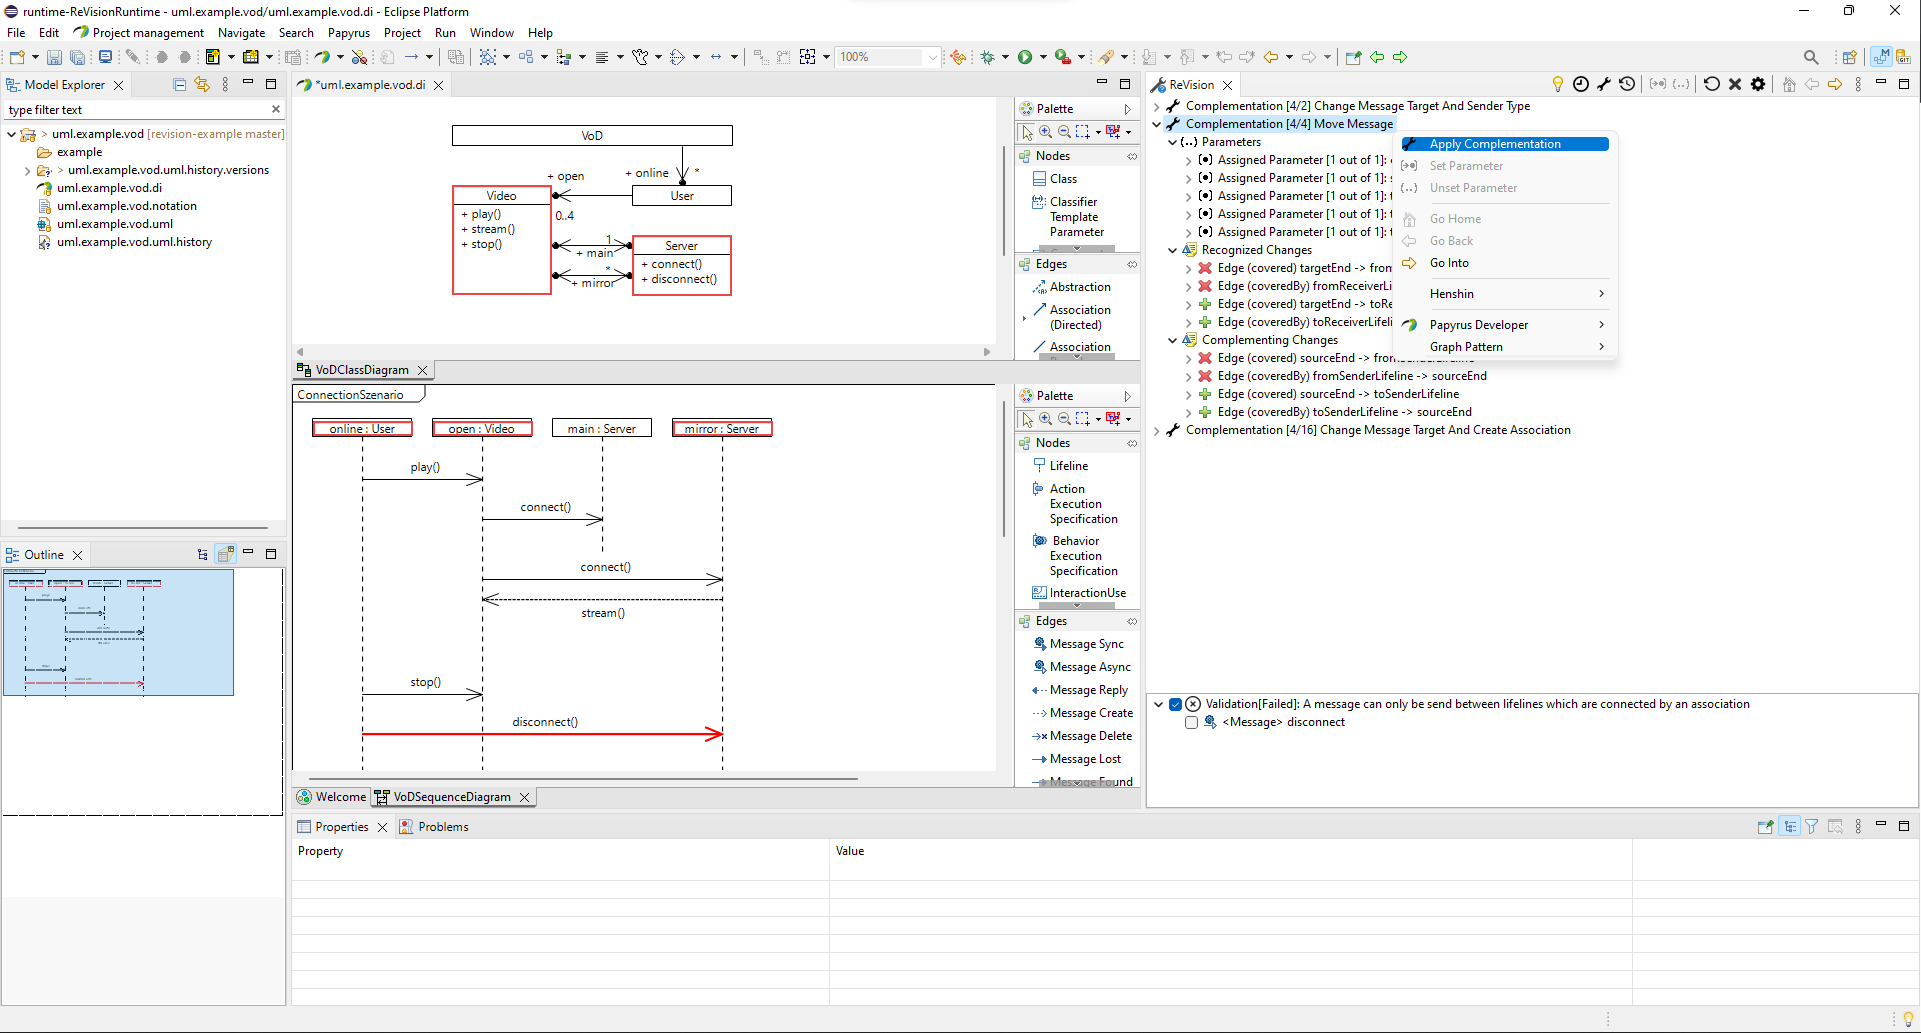 runtime-ReVisionRuntime - uml.example.vod/uml.example.vod.di - Eclipse Platform
File Edit Project management Navigate Search Papyrus Project Run Window Help
100%
Model Explorer
type filter text
> uml.example.vod [revision-example master]
example
> uml.example.vod.uml.history.versions
uml.example.vod.di
uml.example.vod.notation
uml.example.vod.uml
uml.example.vod.uml.history
Outline
*uml.example.vod.di
VoD
+ online
*
+ open
User
0..4
Video
+ play()
+ stream()
+ stop()
1
+ main
*
+ mirror
Server
+ connect()
+ disconnect()
Palette
Nodes
Class
Classifier
Template
Parameter
Edges
Abstraction
Association
(Directed)
Association
VoDClassDiagram
ConnectionSzenario
online : User
open : Video
main : Server
mirror : Server
play()
connect()
connect()
stream()
stop()
disconnect()
Palette
Nodes
Lifeline
Action
Execution
Specification
Behavior
Execution
Specification
InteractionUse
Edges
Message Sync
Message Async
Message Reply
Message Create
Message Delete
Message Lost
Message Found
Welcome
VoDSequenceDiagram
Properties
Problems
Property
Value
ReVision
Complementation [4/2] Change Message Target And Sender Type
Complementation [4/4] Move Message
Parameters
Assigned Parameter [1 out of 1]:
Assigned Parameter [1 out of 1]: s
Assigned Parameter [1 out of 1]: t
Assigned Parameter [1 out of 1]: t
Assigned Parameter [1 out of 1]: t
Recognized Changes
Edge (covered) targetEnd -> from
Edge (coveredBy) fromReceiverLi
Edge (covered) targetEnd -> toRe
Edge (coveredBy) toReceiverLifeli
Complementing Changes
Edge (covered) sourceEnd -> fromSenderLifeline
Edge (coveredBy) fromSenderLifeline -> sourceEnd
Edge (covered) sourceEnd -> toSenderLifeline
Edge (coveredBy) toSenderLifeline -> sourceEnd
Complementation [4/16] Change Message Target And Create Association
Apply Complementation
Set Parameter
Unset Parameter
Go Home
Go Back
Go Into
Henshin
Papyrus Developer
Graph Pattern
Validation[Failed]: A message can only be send between lifelines which are connected by an association
<Message> disconnect